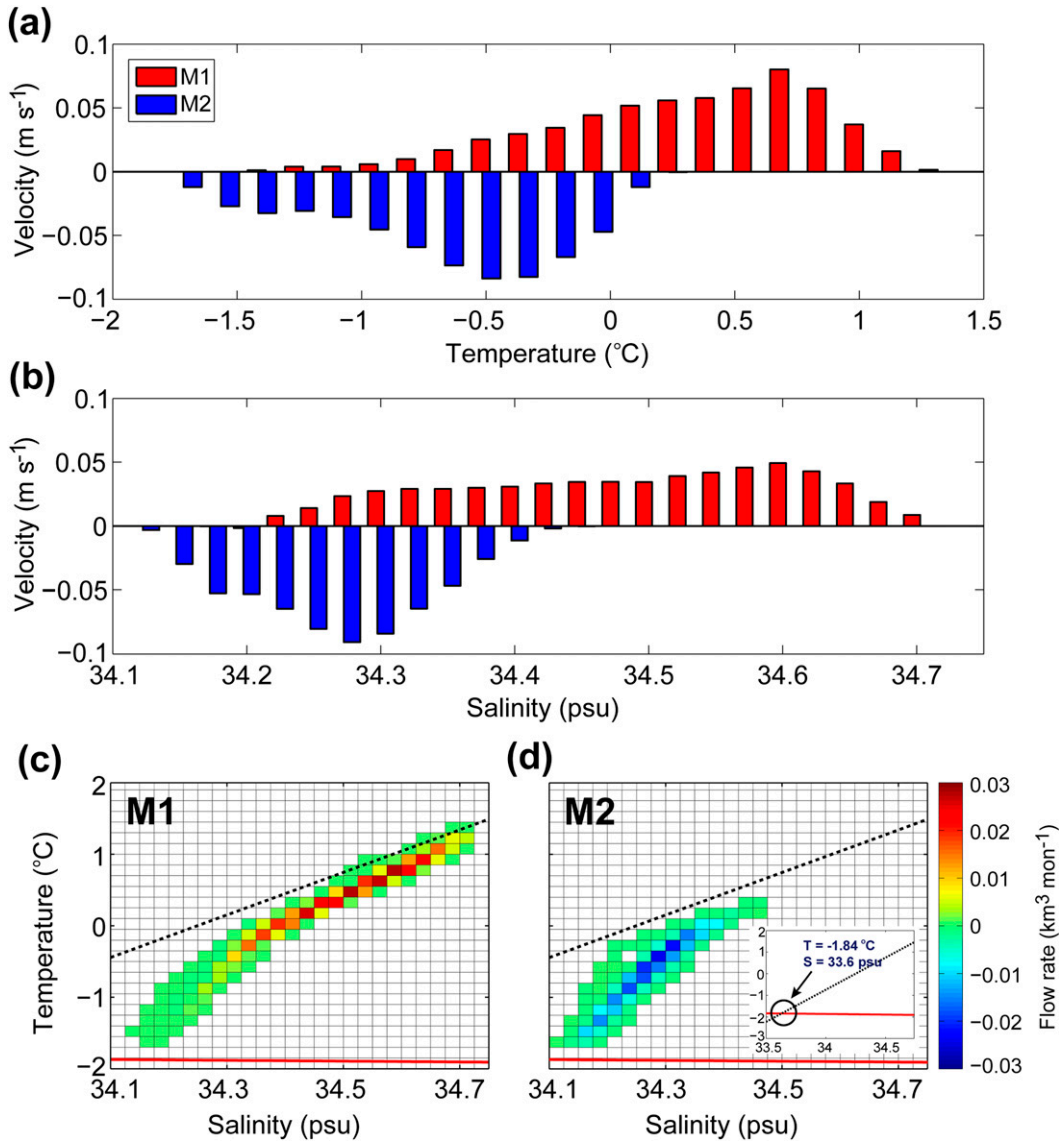 (a)
M1
M2
0.1
0.05
0
−0.05
−0.1
Velocity (m s-1)
−2 −1.5 −1 −0.5 0 0.5 1 1.5
Temperature (°C)
(b)
0.1
0.05
0
−0.05
−0.1
Velocity (m s-1)
34.1 34.2 34.3 34.4 34.5 34.6 34.7
Salinity (psu)
(c)
M1
2
1
0
−1
−2
Temperature (°C)
34.1 34.3 34.5 34.7
Salinity (psu)
(d)
M2
T = -1.84 °C
S = 33.6 psu
2
1
0
−1
−2
−3
33.5 34 34.5
34.1 34.3 34.5 34.7
Salinity (psu)
0.03
0.02
0.01
0
−0.01
−0.02
−0.03
Flow rate (km3 mon-1)